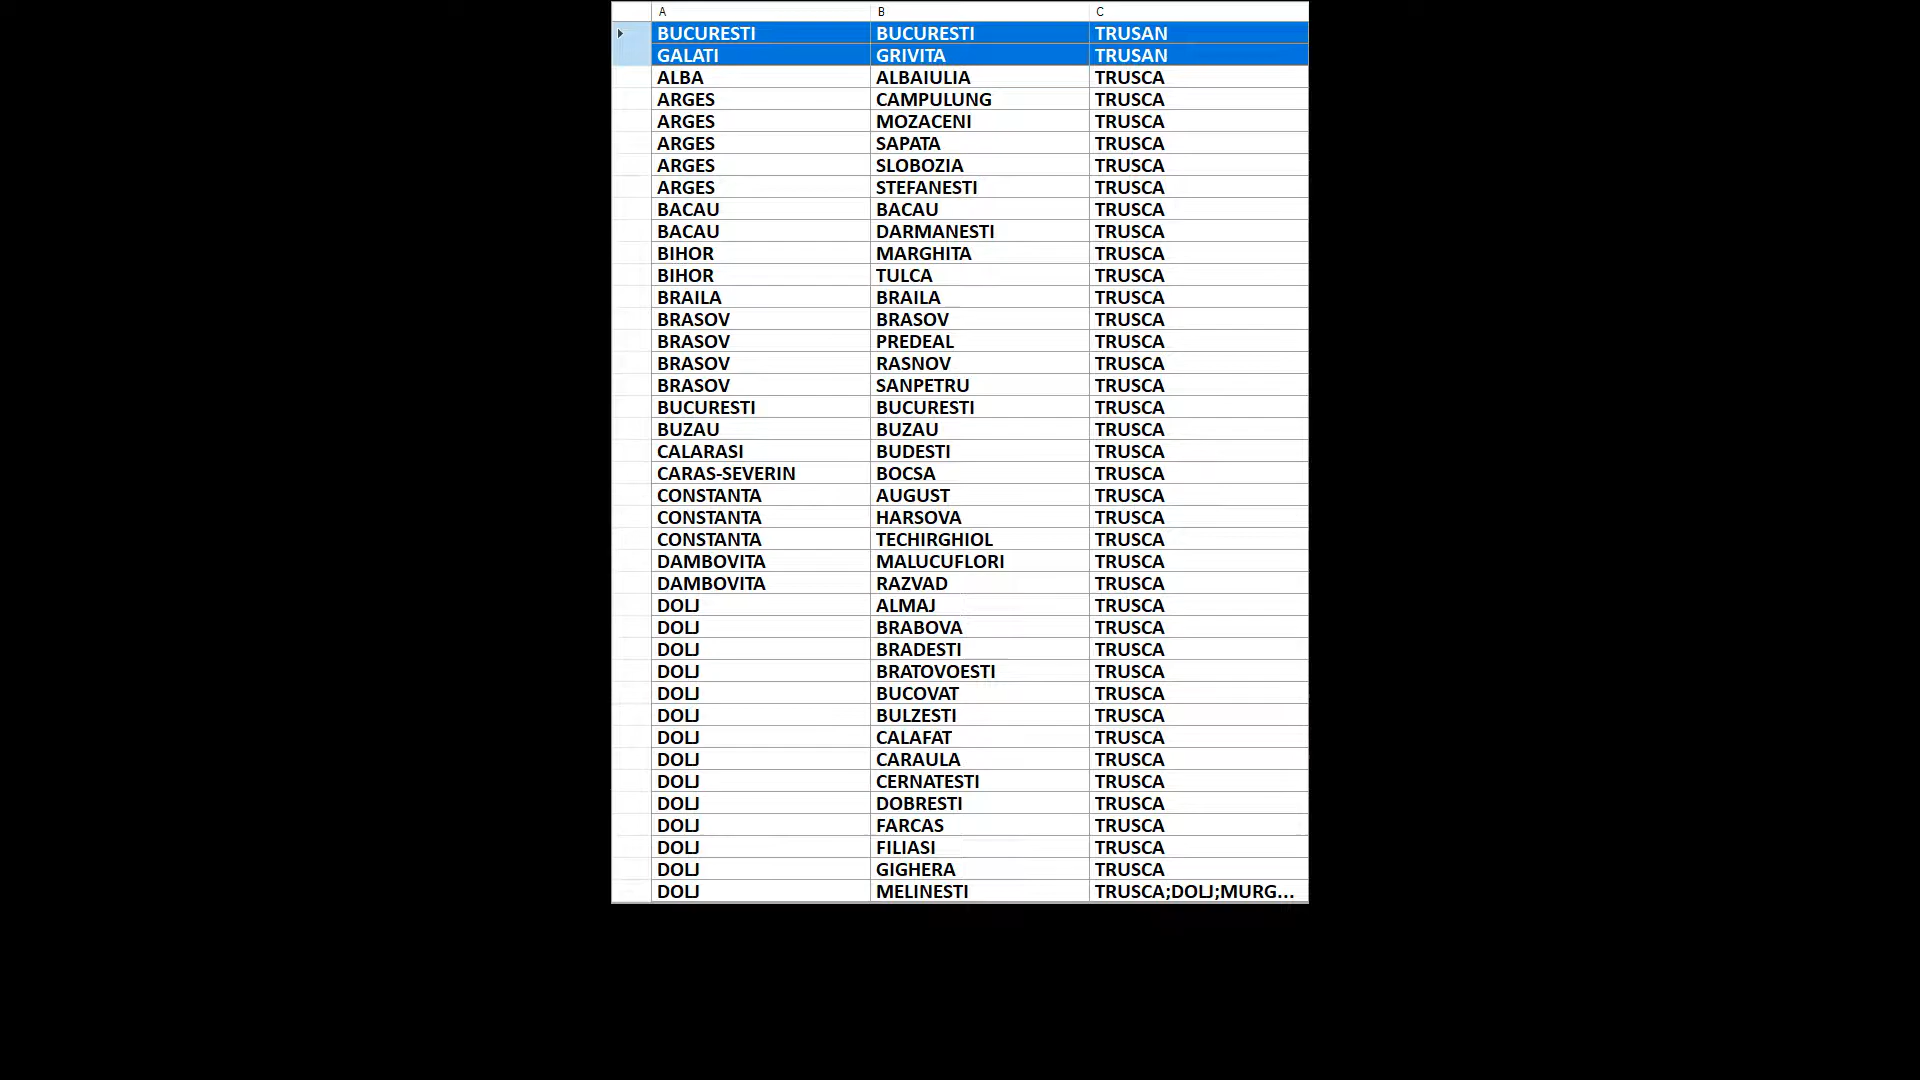 A B C
BUCURESTI BUCURESTI TRUSAN
GALATI GRIVITA TRUSAN
ALBA ALBAIULIA TRUSCA
ARGES CAMPULUNG TRUSCA
ARGES MOZACENI TRUSCA
ARGES SAPATA TRUSCA
ARGES SLOBOZIA TRUSCA
ARGES STEFANESTI TRUSCA
BACAU BACAU TRUSCA
BACAU DARMANESTI TRUSCA
BIHOR MARGHITA TRUSCA
BIHOR TULCA TRUSCA
BRAILA BRAILA TRUSCA
BRASOV BRASOV TRUSCA
BRASOV PREDEAL TRUSCA
BRASOV RASNOV TRUSCA
BRASOV SANPETRU TRUSCA
BUCURESTI BUCURESTI TRUSCA
BUZAU BUZAU TRUSCA
CALARASI BUDESTI TRUSCA
CARAS-SEVERIN BOCSA TRUSCA
CONSTANTA AUGUST TRUSCA
CONSTANTA HARSOVA TRUSCA
CONSTANTA TECHIRGHIOL TRUSCA
DAMBOVITA MALUCUFLORI TRUSCA
DAMBOVITA RAZVAD TRUSCA
DOLJ ALMAJ TRUSCA
DOLJ BRABOVA TRUSCA
DOLJ BRADESTI TRUSCA
DOLJ BRATOVOESTI TRUSCA
DOLJ BUCOVAT TRUSCA
DOLJ BULZESTI TRUSCA
DOLJ CALAFAT TRUSCA
DOLJ CARAULA TRUSCA
DOLJ CERNATESTI TRUSCA
DOLJ DOBRESTI TRUSCA
DOLJ FARCAS TRUSCA
DOLJ FILIASI TRUSCA
DOLJ GIGHERA TRUSCA
DOLJ MELINESTI TRUSCA;DOLJ;MURG...